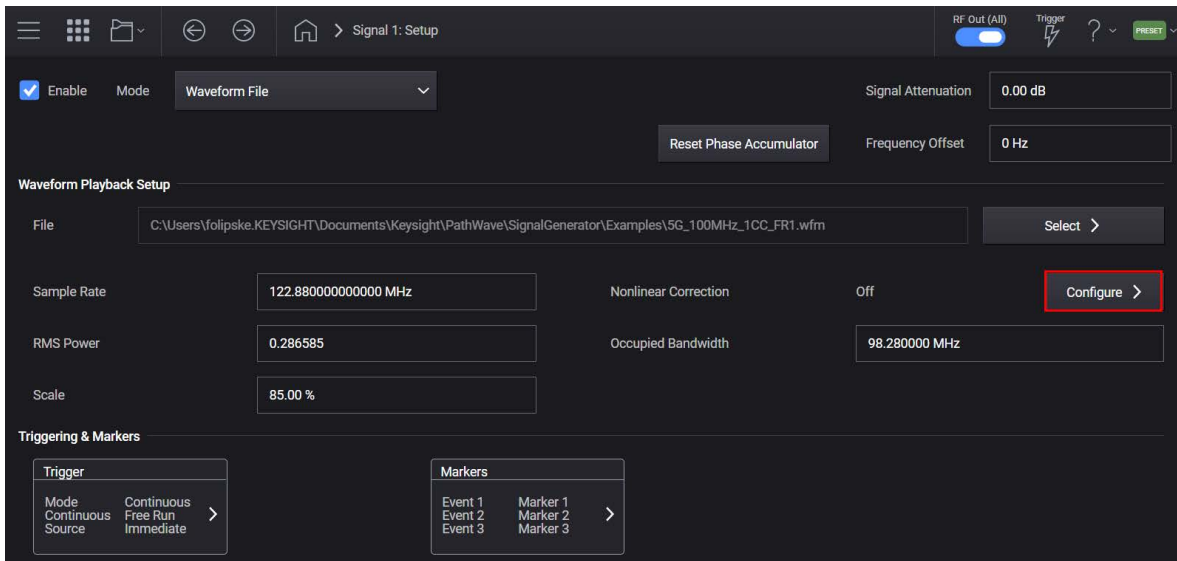 Signal 1: Setup
RF Out (All)
Trigger
PRESET
Enable Mode Waveform File Signal Attenuation 0.00 dB
Reset Phase Accumulator Frequency Offset 0 Hz
Waveform Playback Setup
File C:\Users\folipske.KEYSIGHT\Documents\Keysight\PathWave\SignalGenerator\Examples\5G_100MHz_1CC_FR1.wfm Select
Sample Rate 122.880000000000 MHz Nonlinear Correction Off Configure
RMS Power 0.286585 Occupied Bandwidth 98.280000 MHz
Scale 85.00 %
Triggering & Markers
Trigger
Mode Continuous
Continuous Free Run
Source Immediate
Markers
Event 1 Marker 1
Event 2 Marker 2
Event 3 Marker 3